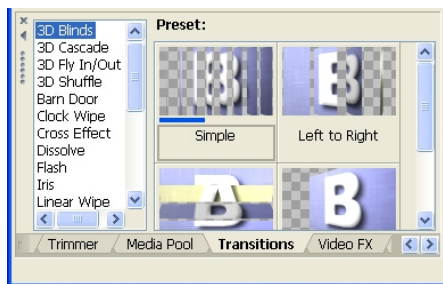 3D Blinds
3D Cascade
3D Fly In/Out
3D Shuffle
Barn Door
Clock Wipe
Cross Effect
Dissolve
Flash
Iris
Linear Wipe
Preset:
B B
Simple Left to Right
A B
Trimmer Media Pool Transitions Video FX